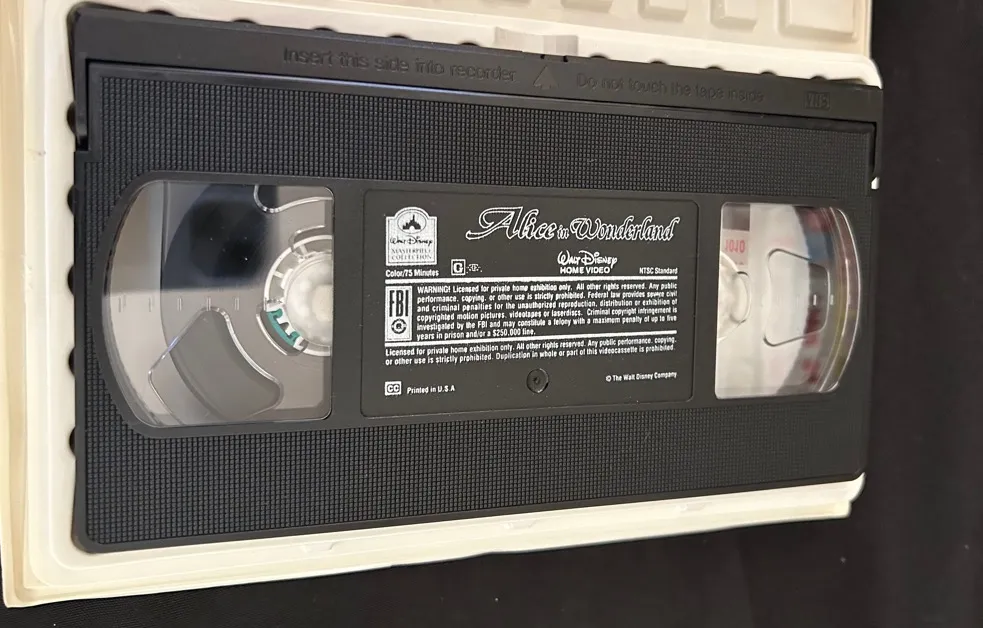 Insert this side into recorder Do not touch the tape inside VHS
Walt Disney
MASTERPIECE
COLLECTION
Alice in Wonderland
WALT DISNEY
HOME VIDEO
Color/75 Minutes G NTSC Standard
FBI
WARNING! Licensed for private home exhibition only. All other rights reserved. Any public
performance, copying, or other use is strictly prohibited. Federal law provides severe civil
and criminal penalties for the unauthorized reproduction, distribution or exhibition of
copyrighted motion pictures, videotapes or laserdiscs. Criminal copyright infringement is
investigated by the FBI and may constitute a felony with a maximum penalty of up to five
years in prison and/or a $250,000 fine.
Licensed for private home exhibition only. All other rights reserved. Any public performance, copying,
or other use is strictly prohibited. Duplication in whole or part of this videocassette is prohibited.
CC Printed in U.S.A © The Walt Disney Company